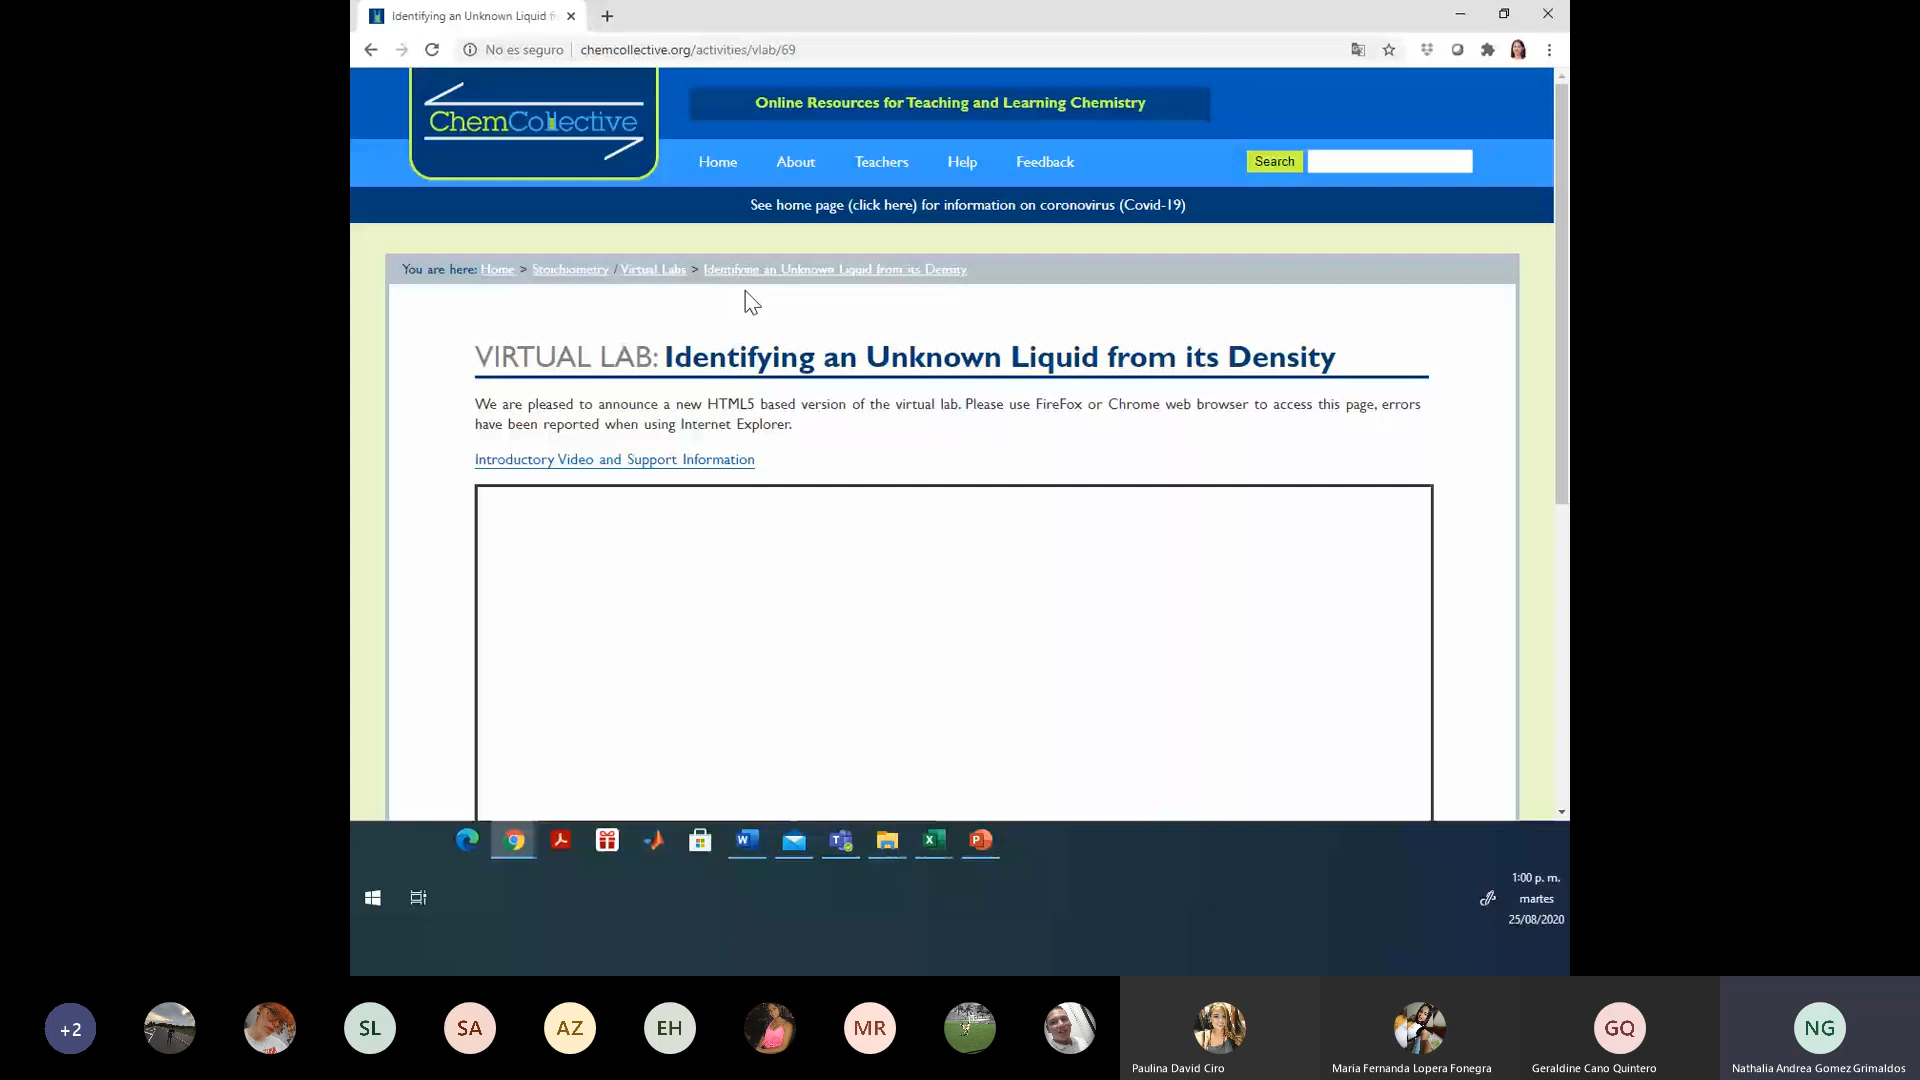 Identifying an Unknown Liquid f
No es seguro
chemcollective.org/activities/vlab/69
ChemCollective
Online Resources for Teaching and Learning Chemistry
Home
About
Teachers
Help
Feedback
Search
See home page (click here) for information on coronovirus (Covid-19)
You are here: Home > Stoichiometry / Virtual Labs > Identifying an Unknown Liquid from its Density
VIRTUAL LAB: Identifying an Unknown Liquid from its Density
We are pleased to announce a new HTML5 based version of the virtual lab. Please use FireFox or Chrome web browser to access this page, errors
have been reported when using Internet Explorer.
Introductory Video and Support Information
1:00 p. m.
martes
25/08/2020
+2
SL
SA
AZ
EH
MR
GQ
NG
Paulina David Ciro
Maria Fernanda Lopera Fonegra
Geraldine Cano Quintero
Nathalia Andrea Gomez Grimaldos